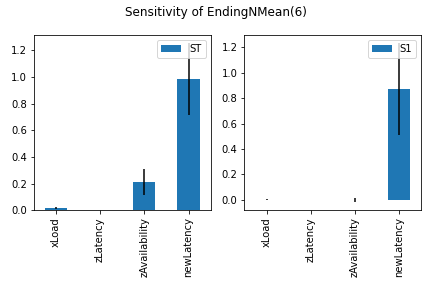 Sensitivity of EndingNMean(6)
ST
1.2
1.0
0.8
0.6
0.4
0.2
0.0
xLoad
zLatency
zAvailability
newLatency
S1
1.2
1.0
0.8
0.6
0.4
0.2
0.0
xLoad
zLatency
zAvailability
newLatency